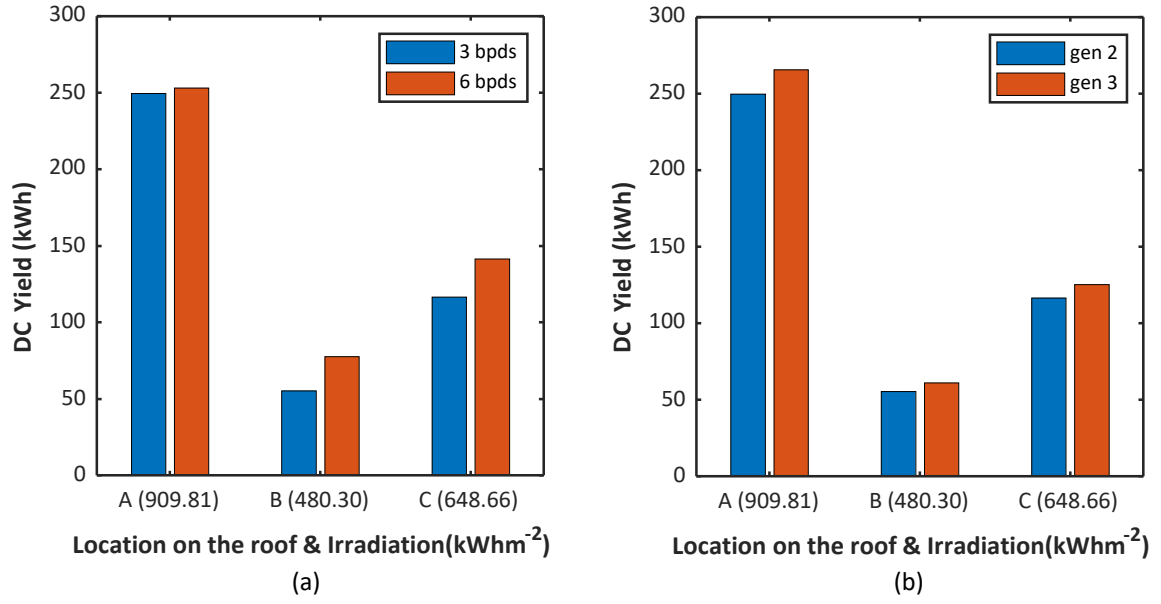 300
250
200
150
100
50
0
DC Yield (kWh)
3 bpds
6 bpds
A (909.81) B (480.30) C (648.66)
Location on the roof & Irradiation(kWhm⁻²)
(a)
300
250
200
150
100
50
0
DC Yield (kWh)
gen 2
gen 3
A (909.81) B (480.30) C (648.66)
Location on the roof & Irradiation(kWhm⁻²)
(b)